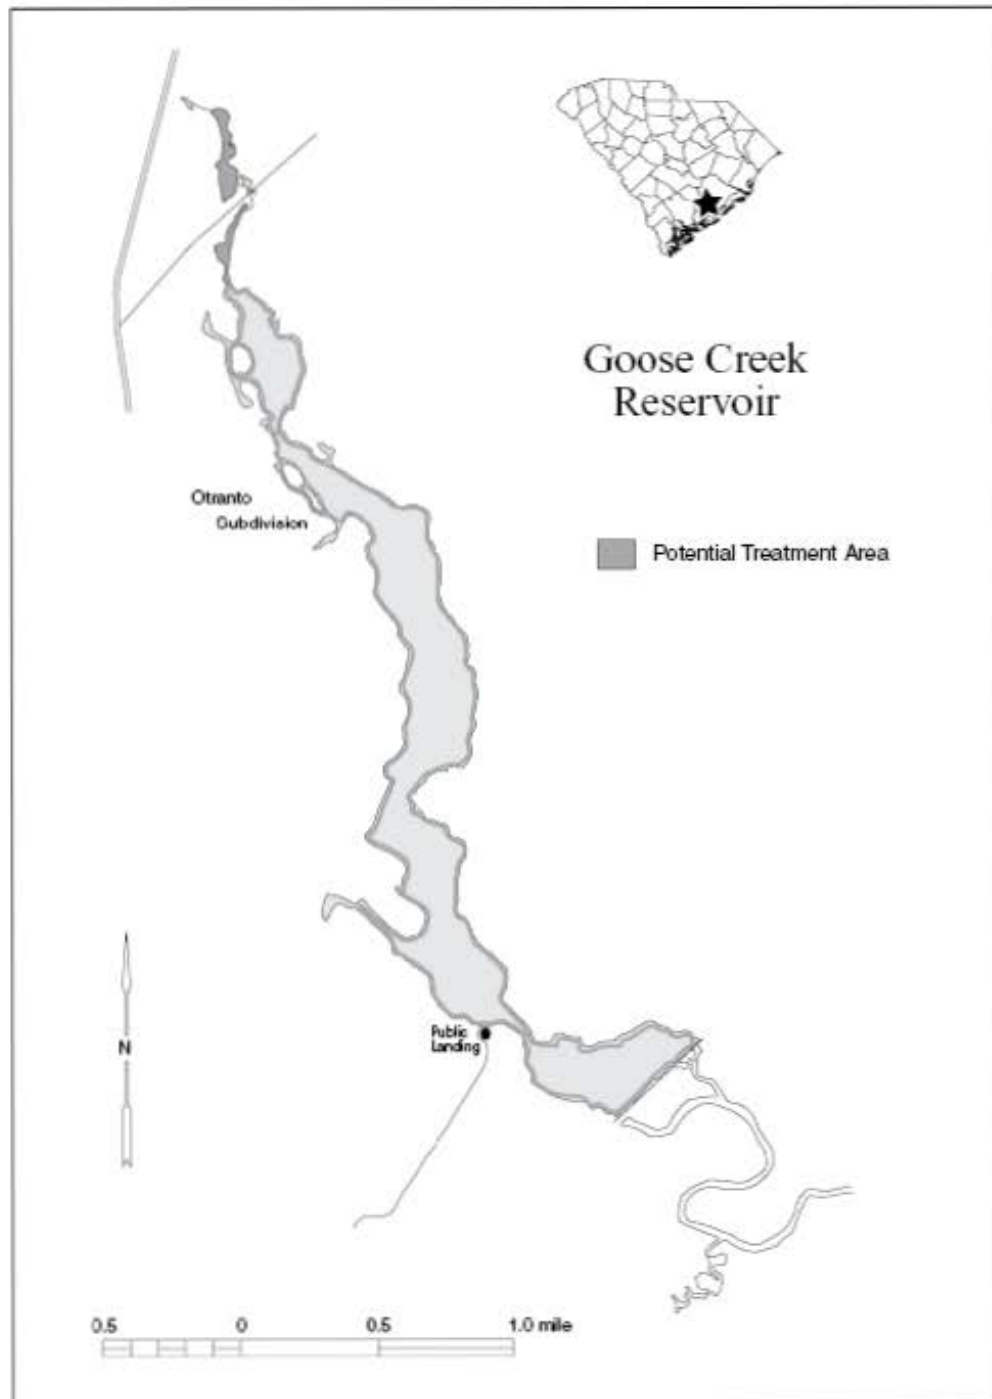 Goose Creek
Reservoir
Otranto
Subdivision
Potential Treatment Area
Public
Landing
N
0.5 0 0.5 1.0 mile